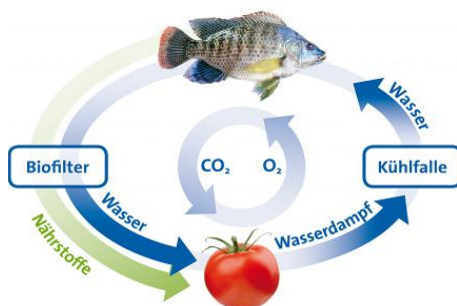 Wasser
CO₂
O₂
Biofilter
Kühlfalle
Wasser
Nährstoffe
Wasserdampf